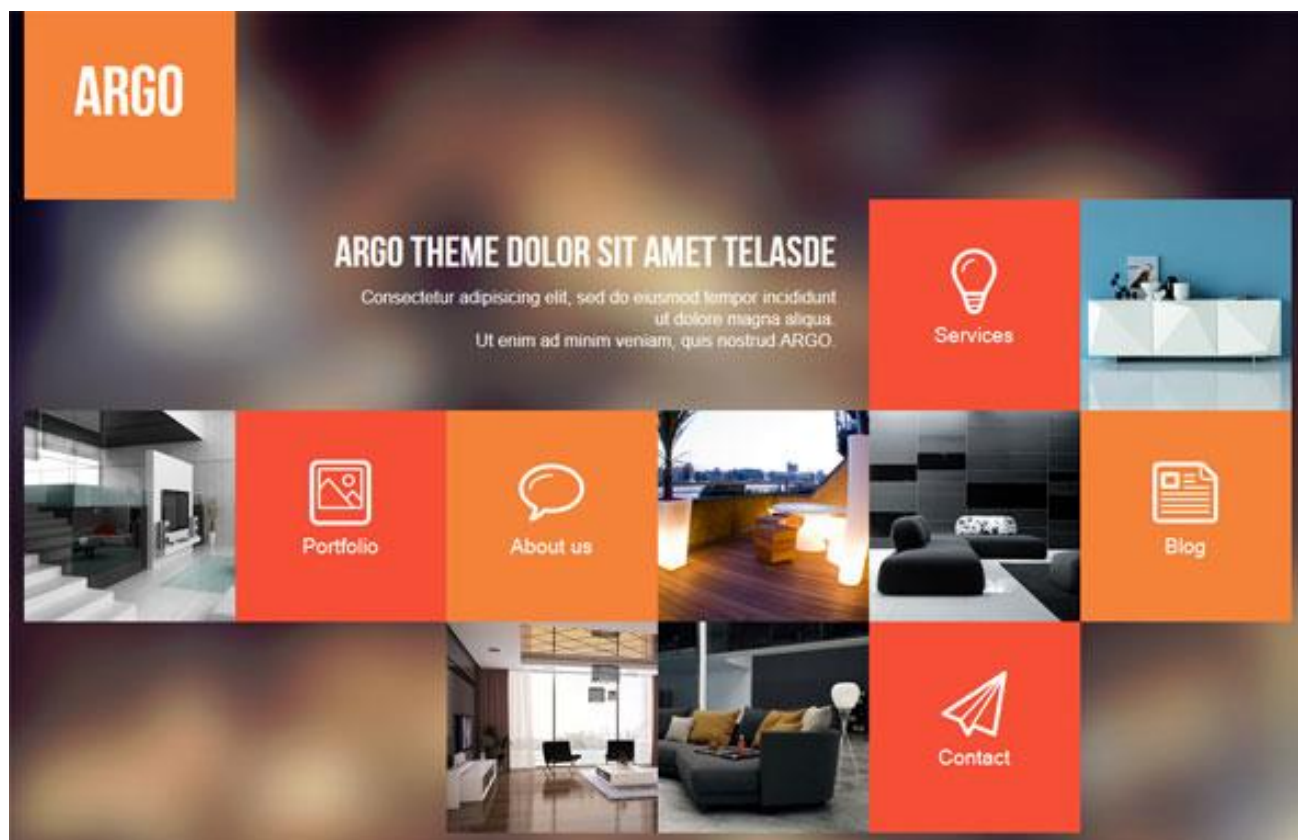 ARGO
ARGO THEME DOLOR SIT AMET TELASDE
Consectetur adipisicing elit, sed do eiusmod tempor incididunt
ut dolore magna aliqua.
Ut enim ad minim veniam, quis nostrud ARGO.
Services
Portfolio
About us
Blog
Contact